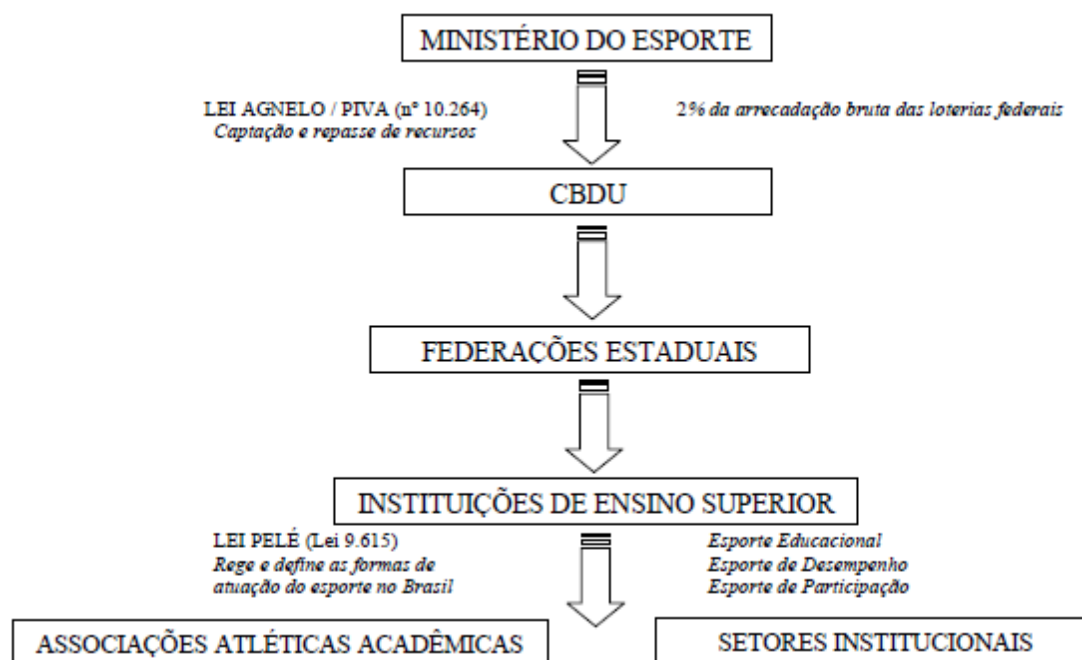 MINISTÉRIO DO ESPORTE
LEI AGNELO / PIVA (nº 10.264)
Captação e repasse de recursos
2% da arrecadação bruta das loterias federais
CBDU
FEDERAÇÕES ESTADUAIS
INSTITUIÇÕES DE ENSINO SUPERIOR
LEI PELÉ (Lei 9.615)
Rege e define as formas de
atuação do esporte no Brasil
Esporte Educacional
Esporte de Desempenho
Esporte de Participação
ASSOCIAÇÕES ATLÉTICAS ACADÊMICAS
SETORES INSTITUCIONAIS